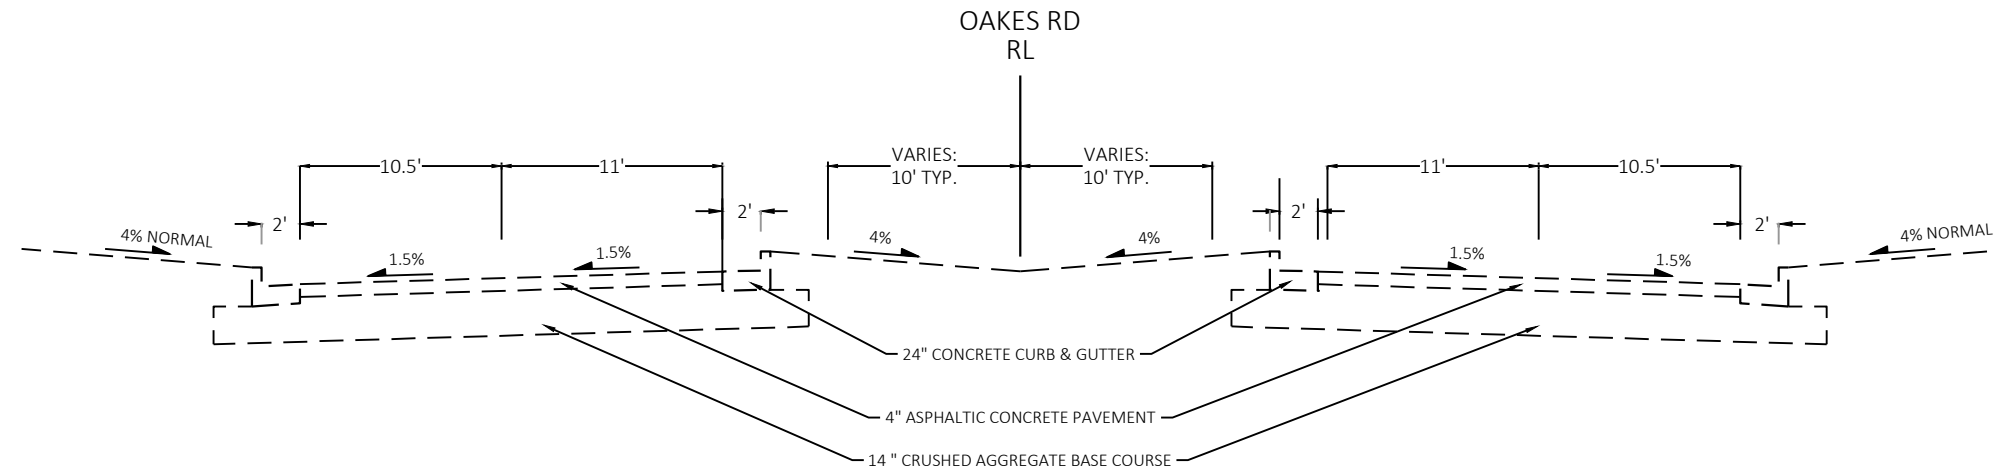 OAKES RD
RL
10.5'
11'
VARIES:
10' TYP.
VARIES:
10' TYP.
11'
10.5'
2'
2'
2'
2'
4% NORMAL
1.5%
1.5%
4%
4%
1.5%
1.5%
4% NORMAL
24" CONCRETE CURB & GUTTER
4" ASPHALTIC CONCRETE PAVEMENT
14 " CRUSHED AGGREGATE BASE COURSE